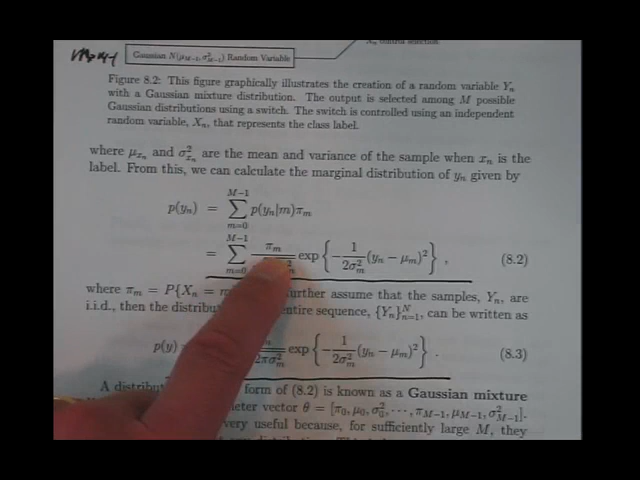 Gaussian N(μ_{M−1}, σ²_{M−1}) Random Variable
X_n control selection
Figure 8.2: This figure graphically illustrates the creation of a random variable Y_n
with a Gaussian mixture distribution. The output is selected among M possible
Gaussian distributions using a switch. The switch is controlled using an independent
random variable, X_n, that represents the class label.
where μ_{x_n} and σ²_{x_n} are the mean and variance of the sample when x_n is the
label. From this, we can calculate the marginal distribution of y_n given by
p(y_n) = ∑_{m=0}^{M−1} p(y_n|m)π_m
= ∑_{m=0}^{M−1} π_m exp{−1/(2σ²_m)(y_n − μ_m)²} , (8.2)
where π_m = P{X_n = further assume that the samples, Y_n, are
i.i.d., then the entire sequence, {Y_n}_{n=1}^N, can be written as
p(y) 2πσ²_m exp{−1/(2σ²_m)(y_n − μ_m)²} . (8.3)
A form of (8.2) is known as a Gaussian mixture
vector θ = [π_0, μ_0, σ²_0, ⋯, π_{M−1}, μ_{M−1}, σ²_{M−1}].
very useful because, for sufficiently large M, they